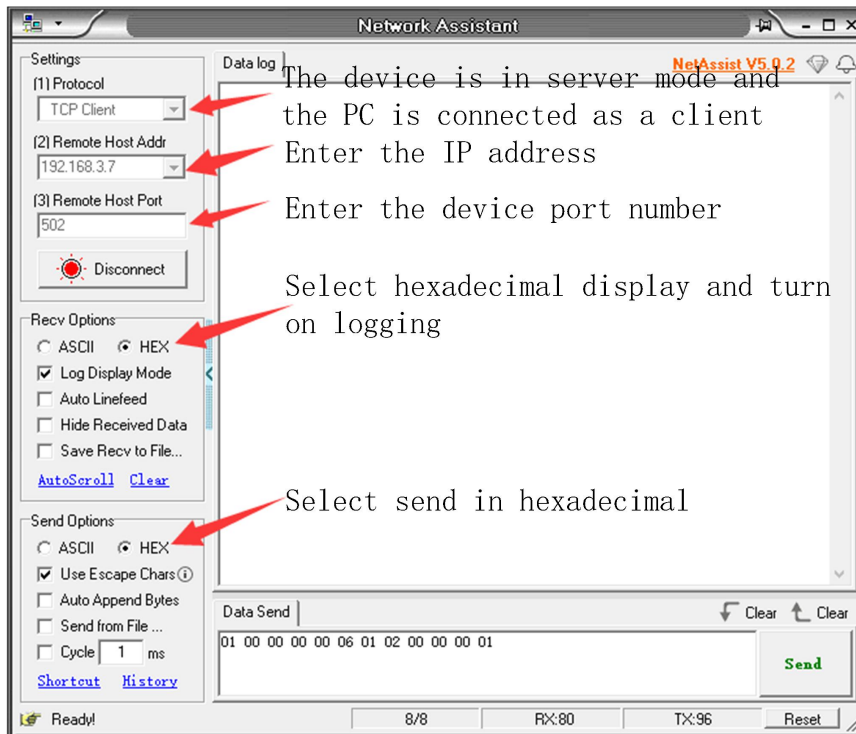 Network Assistant
Settings
(1) Protocol
TCP Client
(2) Remote Host Addr
192.168.3.7
(3) Remote Host Port
502
Disconnect
Recv Options
ASCII HEX
Log Display Mode
Auto Linefeed
Hide Received Data
Save Recv to File...
AutoScroll Clear
Send Options
ASCII HEX
Use Escape Chars
Auto Append Bytes
Send from File ...
Cycle 1 ms
Shortcut History
Data log
NetAssist V5.0.2
The device is in server mode and
the PC is connected as a client
Enter the IP address
Enter the device port number
Select hexadecimal display and turn
on logging
Select send in hexadecimal
Data Send
Clear Clear
01 00 00 00 00 06 01 02 00 00 00 01
Send
Ready! 8/8 RX:80 TX:96 Reset